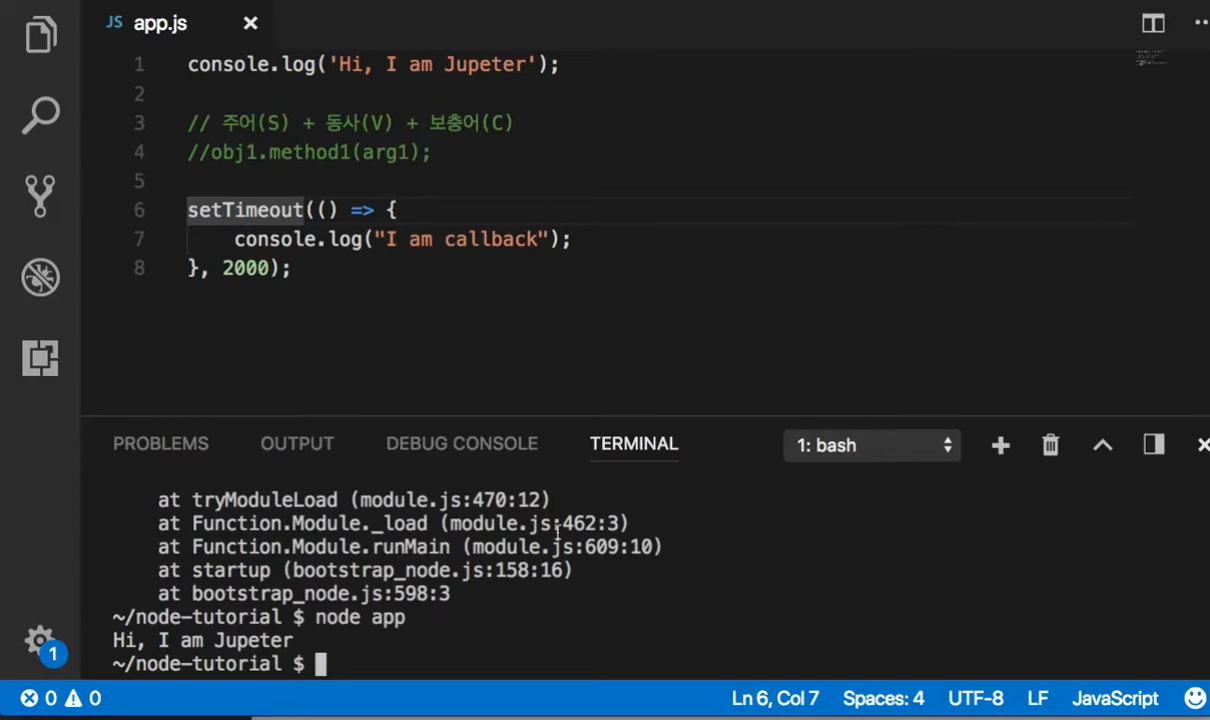 JS app.js
1 console.log('Hi, I am Jupeter');
2
3 // 주어(S) + 동사(V) + 보충어(C)
4 //obj1.method1(arg1);
5
6 setTimeout(() => {
7 console.log("I am callback");
8 }, 2000);
PROBLEMS OUTPUT DEBUG CONSOLE TERMINAL 1: bash
at tryModuleLoad (module.js:470:12)
at Function.Module._load (module.js:462:3)
at Function.Module.runMain (module.js:609:10)
at startup (bootstrap_node.js:158:16)
at bootstrap_node.js:598:3
~/node-tutorial $ node app
Hi, I am Jupeter
~/node-tutorial $
1
0 0 Ln 6, Col 7 Spaces: 4 UTF-8 LF JavaScript